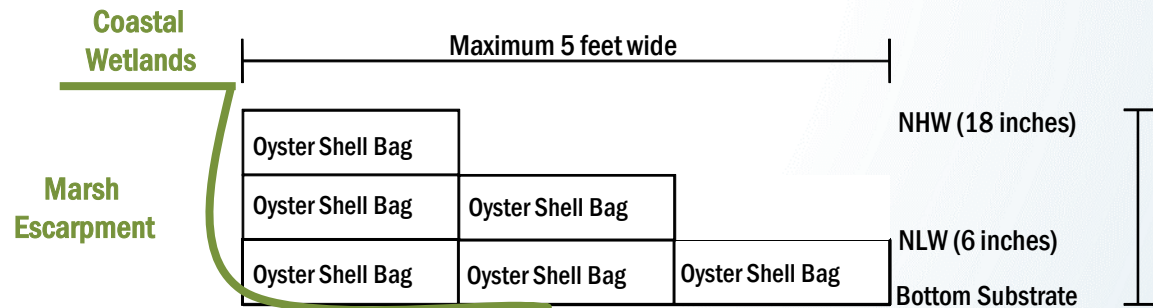 Coastal
Wetlands
Maximum 5 feet wide
NHW (18 inches)
Oyster Shell Bag
Marsh
Escarpment
Oyster Shell Bag
Oyster Shell Bag
NLW (6 inches)
Oyster Shell Bag
Oyster Shell Bag
Oyster Shell Bag
Bottom Substrate